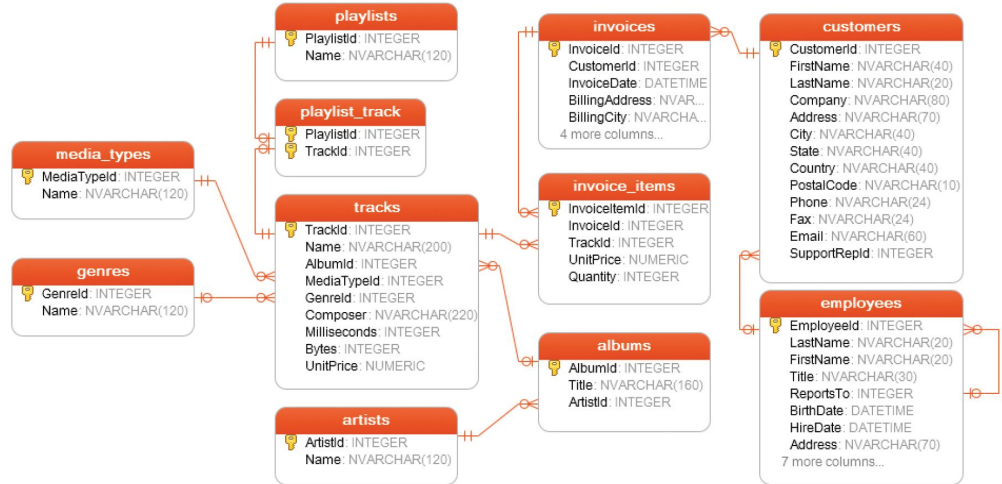 playlists
PlaylistId: INTEGER
Name: NVARCHAR(120)
playlist_track
PlaylistId: INTEGER
TrackId: INTEGER
media_types
MediaTypeId: INTEGER
Name: NVARCHAR(120)
genres
GenreId: INTEGER
Name: NVARCHAR(120)
tracks
TrackId: INTEGER
Name: NVARCHAR(200)
AlbumId: INTEGER
MediaTypeId: INTEGER
GenreId: INTEGER
Composer: NVARCHAR(220)
Milliseconds: INTEGER
Bytes: INTEGER
UnitPrice: NUMERIC
artists
ArtistId: INTEGER
Name: NVARCHAR(120)
invoices
InvoiceId: INTEGER
CustomerId: INTEGER
InvoiceDate: DATETIME
BillingAddress: NVAR...
BillingCity: NVARCHA...
4 more columns...
invoice_items
InvoiceItemId: INTEGER
InvoiceId: INTEGER
TrackId: INTEGER
UnitPrice: NUMERIC
Quantity: INTEGER
albums
AlbumId: INTEGER
Title: NVARCHAR(160)
ArtistId: INTEGER
customers
CustomerId: INTEGER
FirstName: NVARCHAR(40)
LastName: NVARCHAR(20)
Company: NVARCHAR(80)
Address: NVARCHAR(70)
City: NVARCHAR(40)
State: NVARCHAR(40)
Country: NVARCHAR(40)
PostalCode: NVARCHAR(10)
Phone: NVARCHAR(24)
Fax: NVARCHAR(24)
Email: NVARCHAR(60)
SupportRepId: INTEGER
employees
EmployeeId: INTEGER
LastName: NVARCHAR(20)
FirstName: NVARCHAR(20)
Title: NVARCHAR(30)
ReportsTo: INTEGER
BirthDate: DATETIME
HireDate: DATETIME
Address: NVARCHAR(70)
7 more columns...